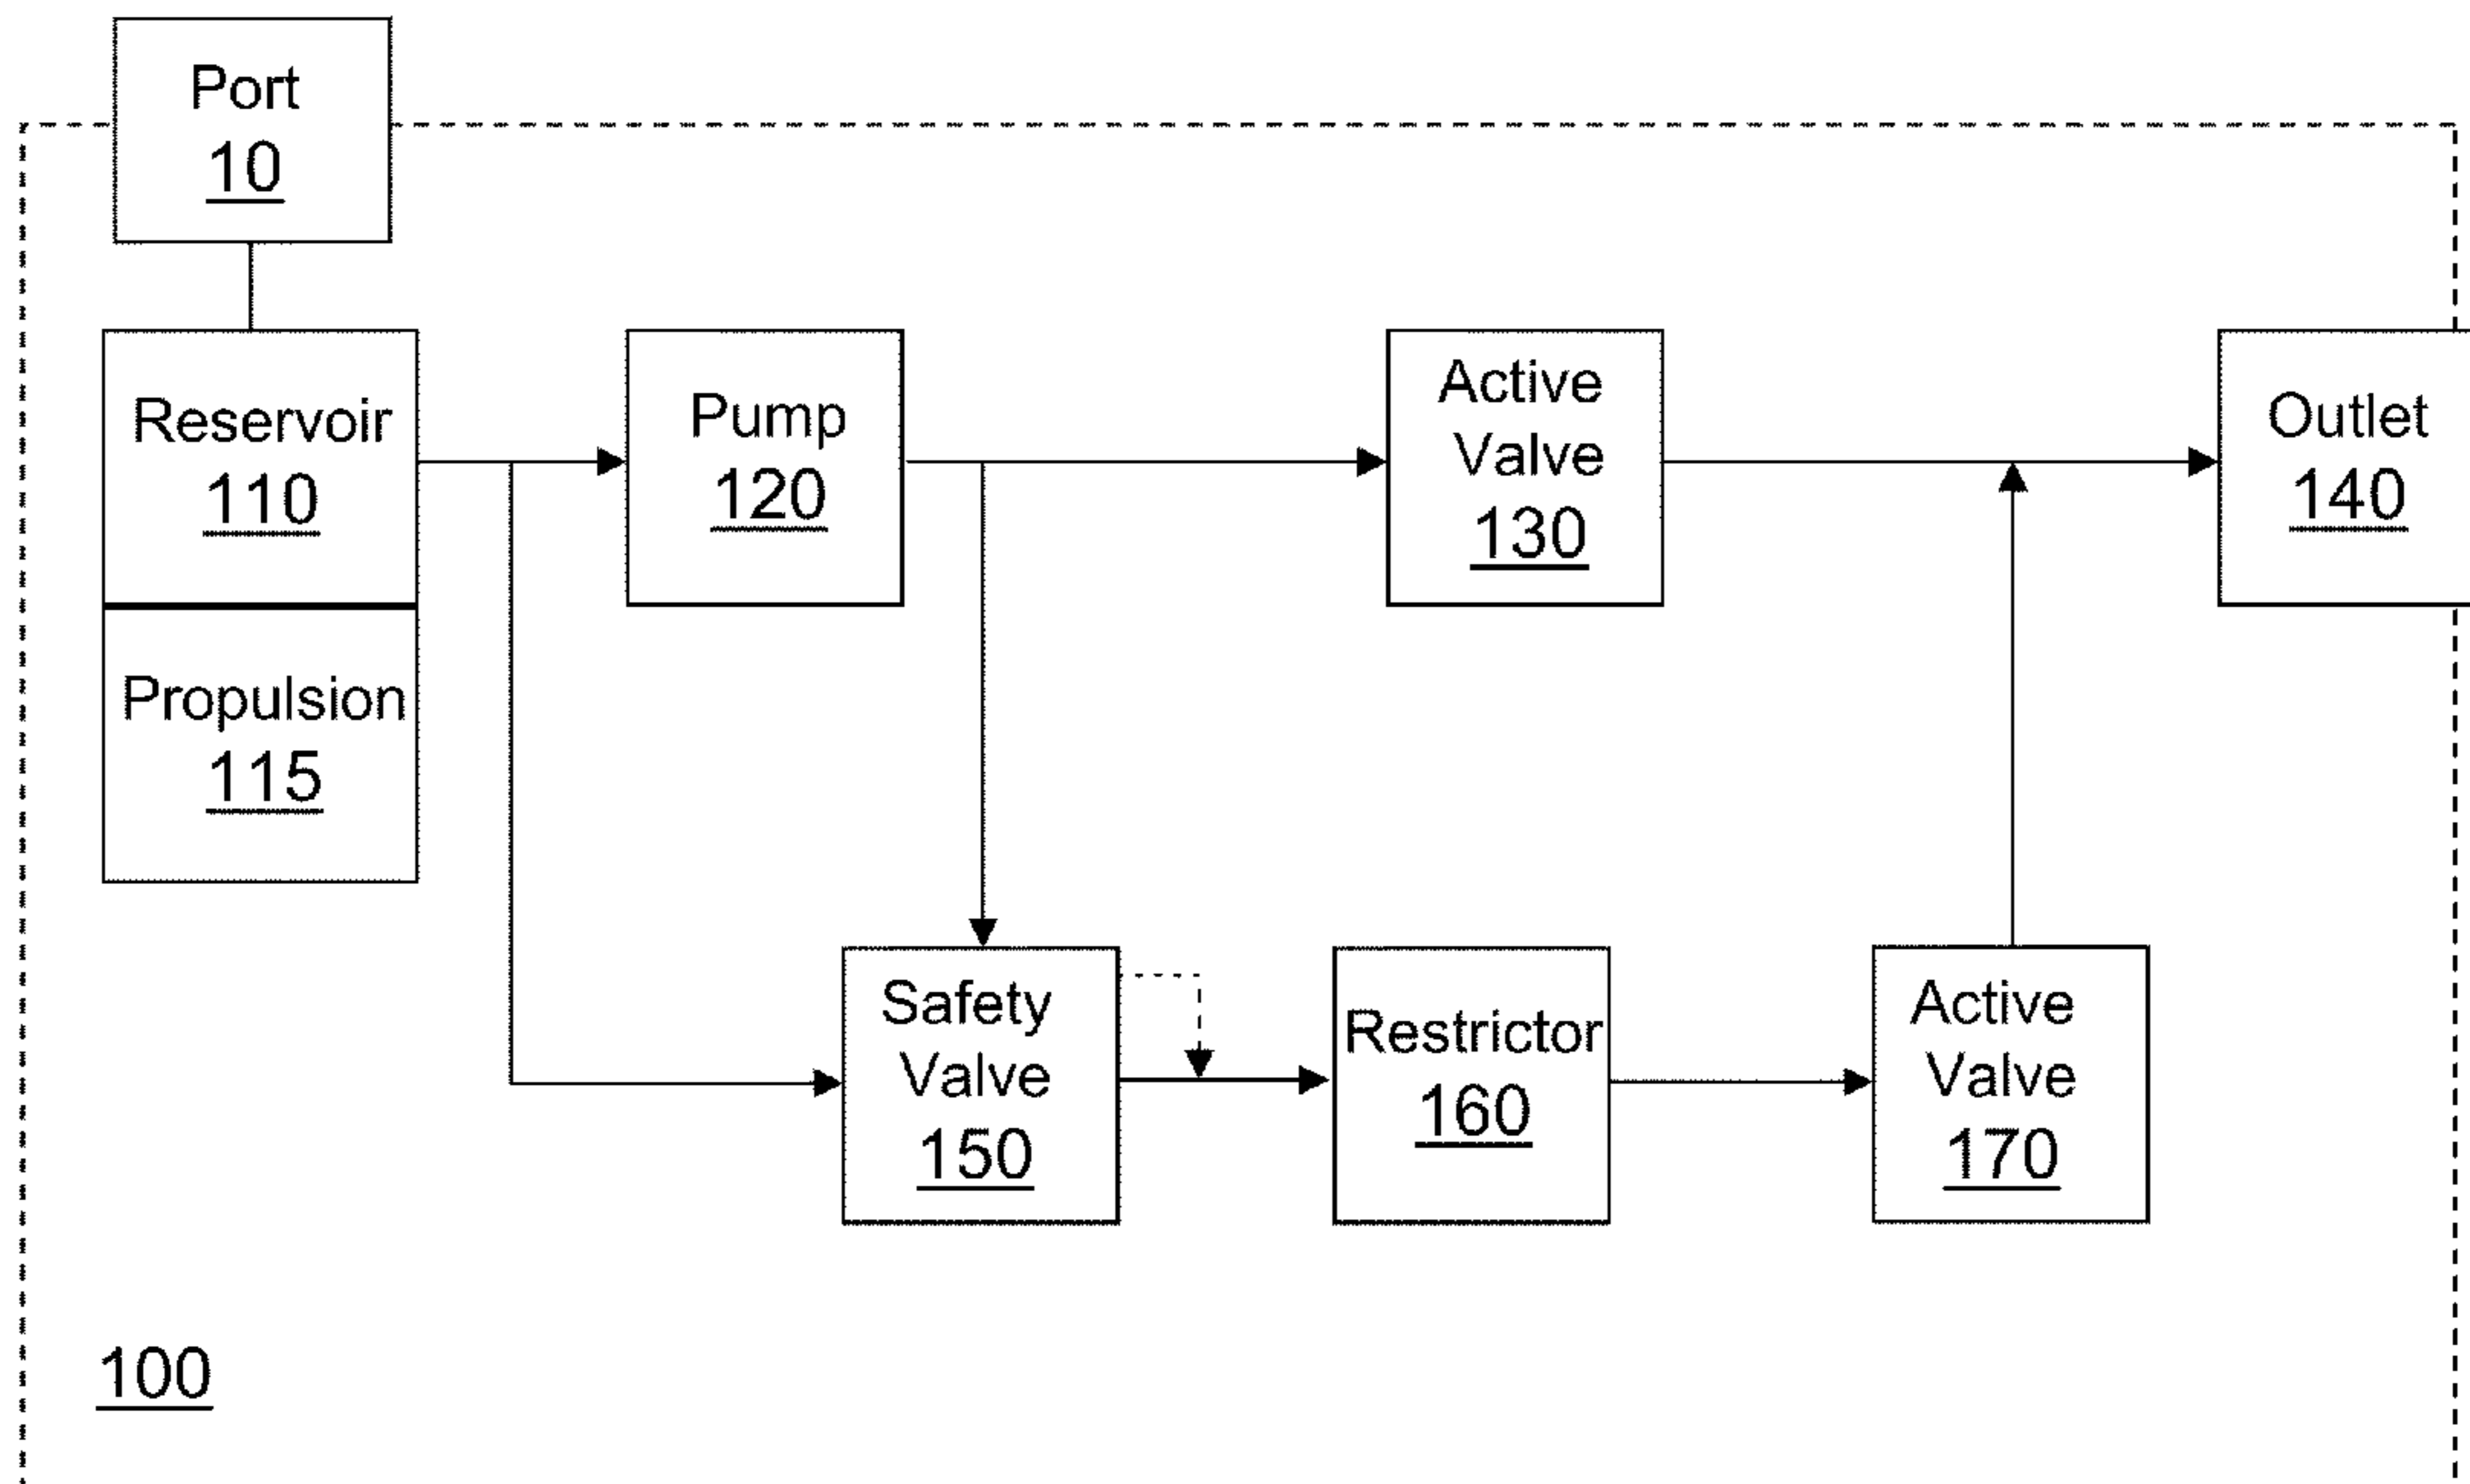 Port
10
Reservoir
110
Propulsion
115
Pump
120
Active
Valve
130
Outlet
140
Safety
Valve
150
Restrictor
160
Active
Valve
170
100